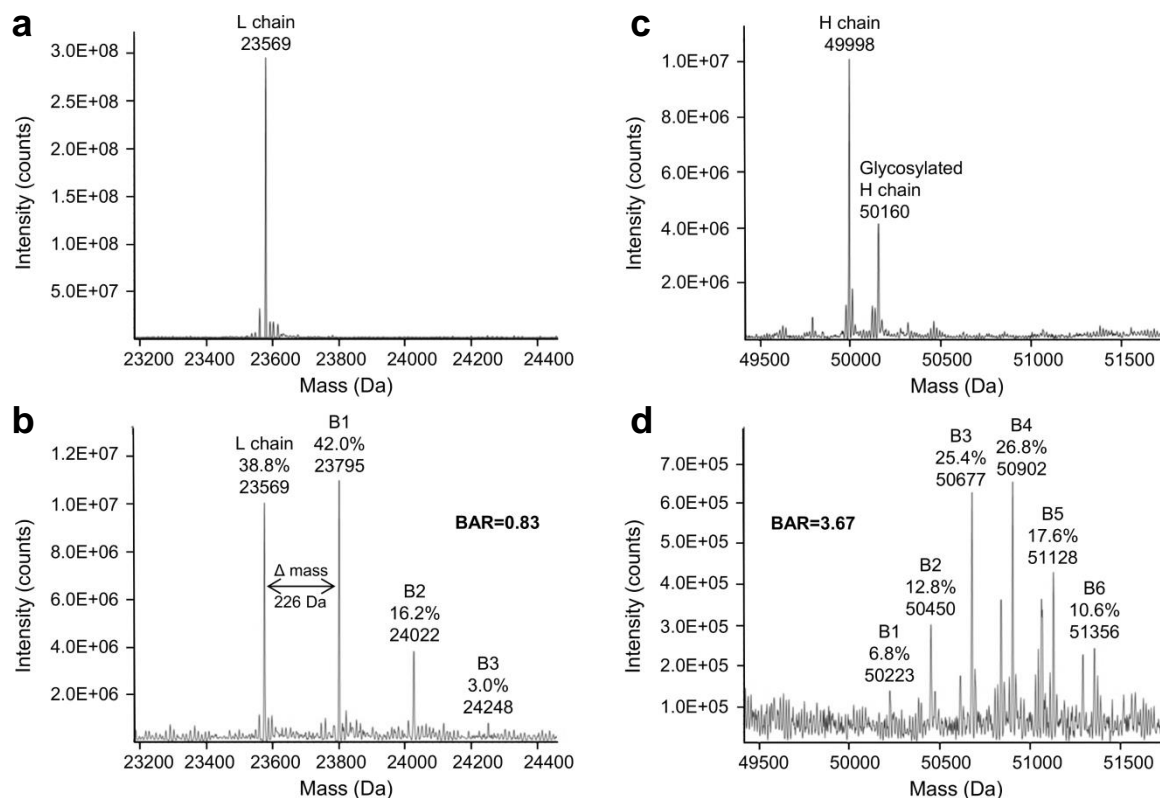 a
L chain
23569
3.0E+08
2.5E+08
2.0E+08
1.5E+08
1.0E+08
5.0E+07
Intensity (counts)
23200 23400 23600 23800 24000 24200 24400
Mass (Da)
c
H chain
49998
Glycosylated
H chain
50160
1.0E+07
8.0E+06
6.0E+06
4.0E+06
2.0E+06
Intensity (counts)
49500 50000 50500 51000 51500
Mass (Da)
b
L chain
38.8%
23569
B1
42.0%
23795
Δ mass
226 Da
B2
16.2%
24022
B3
3.0%
24248
BAR=0.83
1.2E+07
1.0E+07
8.0E+06
6.0E+06
4.0E+06
2.0E+06
Intensity (counts)
23200 23400 23600 23800 24000 24200 24400
Mass (Da)
d
BAR=3.67
B1
6.8%
50223
B2
12.8%
50450
B3
25.4%
50677
B4
26.8%
50902
B5
17.6%
51128
B6
10.6%
51356
7.0E+05
6.0E+05
5.0E+05
4.0E+05
3.0E+05
2.0E+05
1.0E+05
Intensity (counts)
49500 50000 50500 51000 51500
Mass (Da)